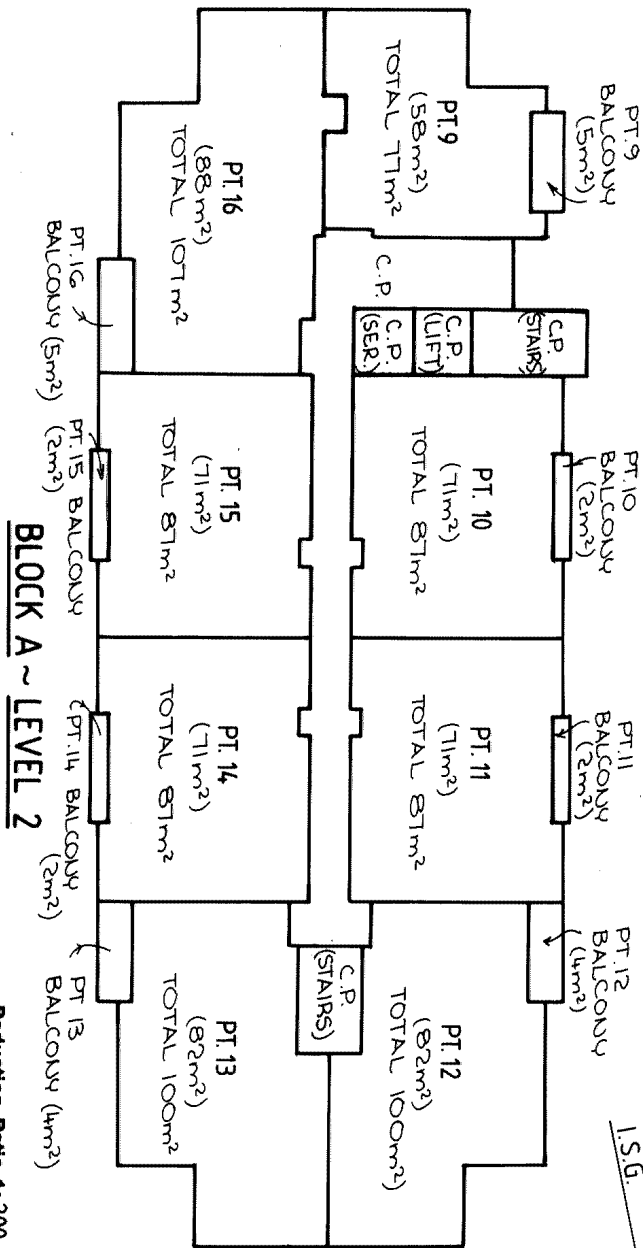 PT.9
BALCONY
(5m²)
PT.10
BALCONY
(2m²)
PT.11
BALCONY
(2m²)
PT.12
BALCONY
(4m²)
I.S.G.
PT.9
(58m²)
TOTAL 77m²
C.P.
C.P.
(STAIRS)
C.P.
(LIFT)
C.P.
(SER.)
PT. 10
(71m²)
TOTAL 87m²
PT.11
(71m²)
TOTAL 87m²
PT.12
(82m²)
TOTAL 100m²)
C.P.
(STAIRS)
PT.16
(88m²)
TOTAL 107m²
PT. 15
(71m²)
TOTAL 87m²
PT. 14
(71m²)
TOTAL 87m²
PT.13
(82m²)
TOTAL 100m²
PT.16
BALCONY (5m²)
PT.15 BALCONY
(2m²)
PT.14 BALCONY
(2m²)
PT 13
BALCONY (4m²)
BLOCK A ~ LEVEL 2
Reduction Ratio 1:200